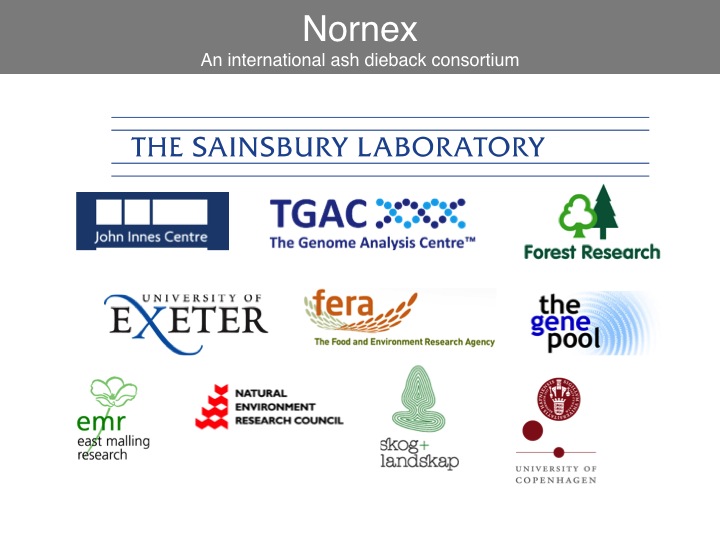 Nornex
An international ash dieback consortium
THE SAINSBURY LABORATORY
John Innes Centre
TGAC
The Genome Analysis Centre™
Forest Research
UNIVERSITY OF
EXETER
fera
The Food and Environment Research Agency
the
gene
pool
emr
east malling
research
NATURAL
ENVIRONMENT
RESEARCH COUNCIL
skog+
landskap
UNIVERSITY OF
COPENHAGEN